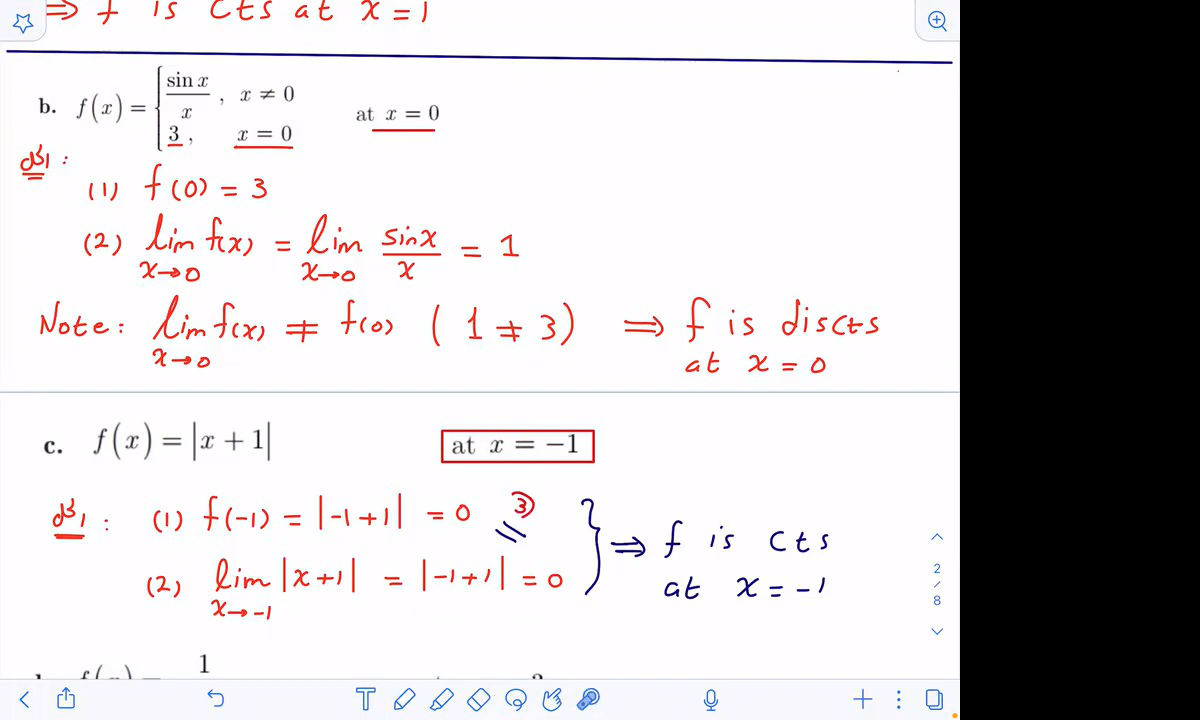 ⇒ f is cts at x = 1
b. f(x) = { sin x / x , x ≠ 0
3 , x = 0 at x = 0
الحل :
(1) f(0) = 3
(2) lim x→0 f(x) = lim x→0 sinx / x = 1
Note: lim x→0 f(x) ≠ f(0) ( 1 ≠ 3 ) ⇒ f is discts
at x = 0
c. f(x) = |x + 1| at x = −1
الحل : (1) f(-1) = |-1+1| = 0 (3) =
(2) lim x→-1 |x+1| = |-1+1| = 0 } ⇒ f is cts
at x = -1
2 / 8
f(x) = 1
T